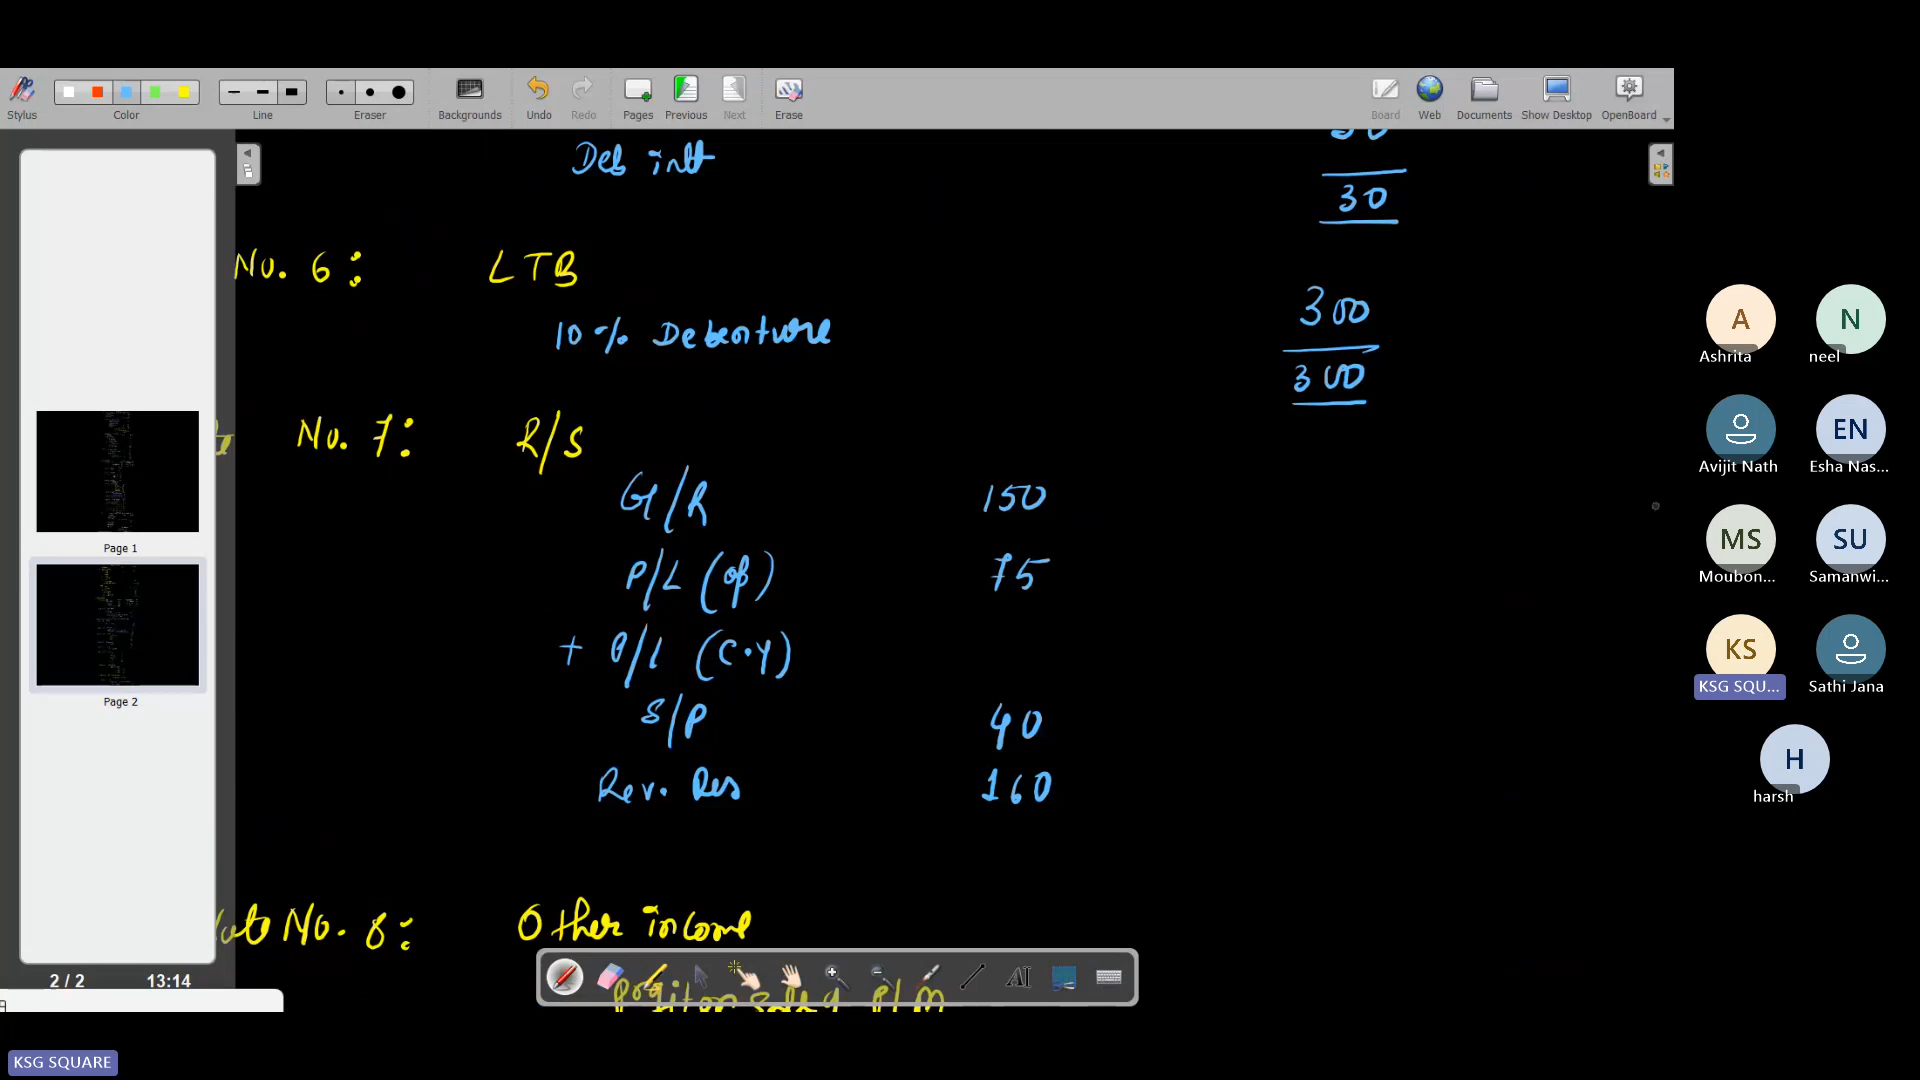 Stylus Color Line Eraser Backgrounds Undo Redo Pages Previous Next Erase Board Web Documents Show Desktop OpenBoard
Deb intt
30
No. 6: LTB
10% Debenture 300
300
No. 7: R/S
G/R 150
P/L (op) 75
+ P/L (C.Y)
S/P 40
Rev. Res 160
No. 8: Other income
Page 1
Page 2
2 / 2 13:14
A N
Ashrita neel
EN
Avijit Nath Esha Nas...
MS SU
Moubon... Samanwi...
KS
KSG SQU... Sathi Jana
H
harsh
KSG SQUARE